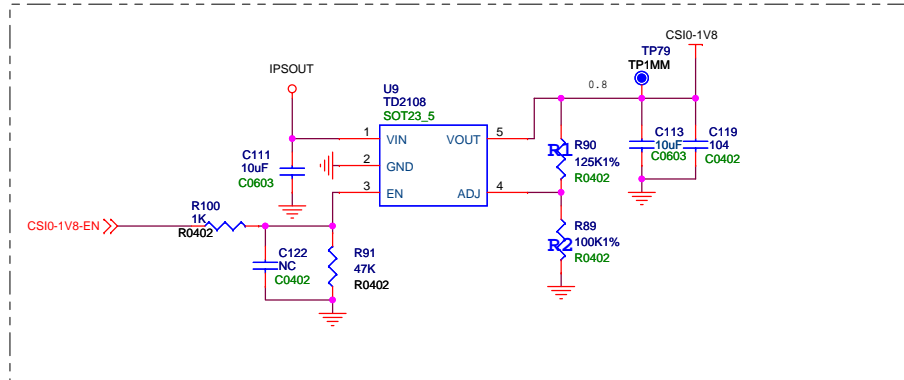 CSI0-1V8
TP79
TP1MM
IPSOUT
0.8
U9
TD2108
SOT23_5
1
VIN
VOUT
5
2
GND
3
EN
ADJ
4
C111
10uF
C0603
R1
R90
125K1%
R0402
C113
10uF
C0603
C119
104
C0402
R100
1K
R0402
CSI0-1V8-EN
C122
NC
C0402
R91
47K
R0402
R2
R89
100K1%
R0402